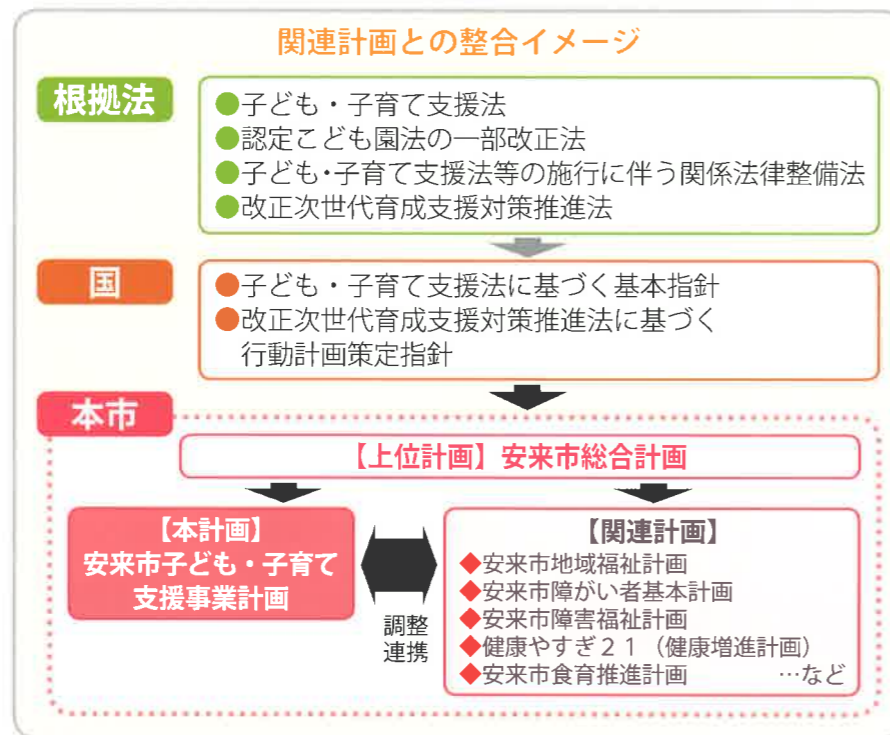 関連計画との整合イメージ
根拠法
●子ども・子育て支援法
●認定こども園法の一部改正法
●子ども・子育て支援法等の施行に伴う関係法律整備法
●改正次世代育成支援対策推進法
国
●子ども・子育て支援法に基づく基本指針
●改正次世代育成支援対策推進法に基づく
行動計画策定指針
本市
【上位計画】安来市総合計画
【本計画】
安来市子ども・子育て
支援事業計画
調整
連携
【関連計画】
◆安来市地域福祉計画
◆安来市障がい者基本計画
◆安来市障害福祉計画
◆健康やすぎ２１（健康増進計画）
◆安来市食育推進計画 …など